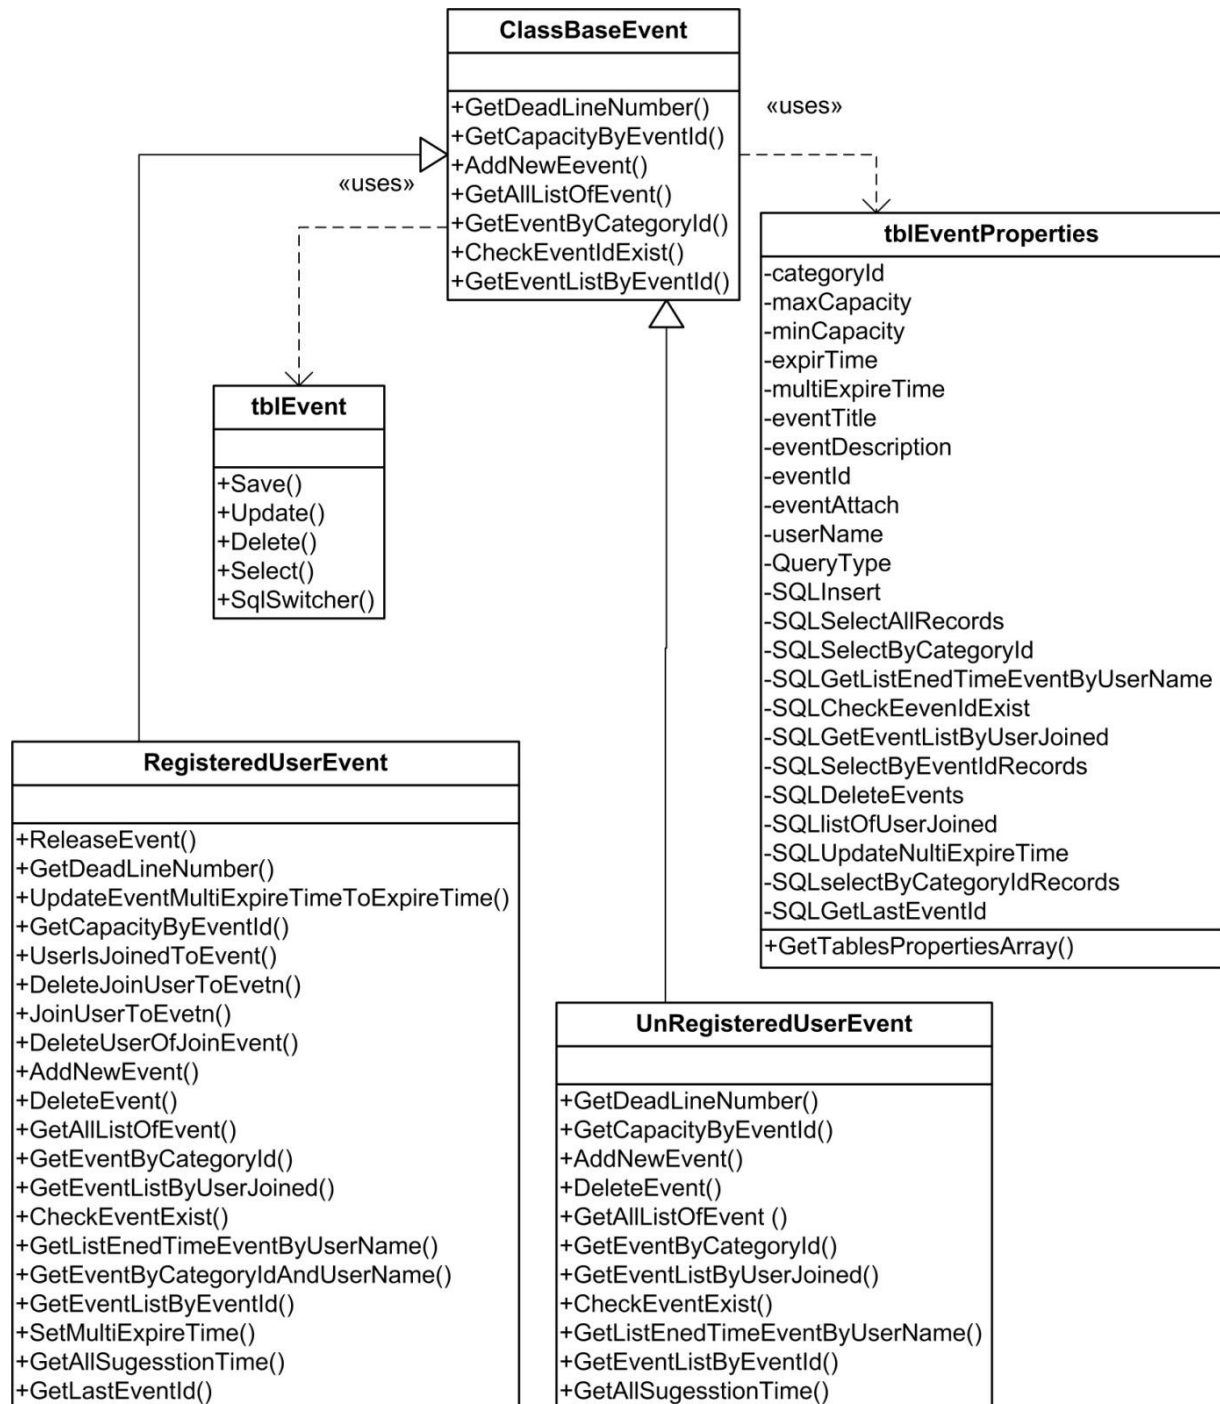 ClassBaseEvent
+GetDeadLineNumber()
+GetCapacityByEventId()
+AddNewEevent()
+GetAllListOfEvent()
+GetEventByCategoryId()
+CheckEventIdExist()
+GetEventListByEventId()
«uses»
«uses»
tblEventProperties
-categoryId
-maxCapacity
-minCapacity
-expirTime
-multiExpireTime
-eventTitle
-eventDescription
-eventId
-eventAttach
-userName
-QueryType
-SQLInsert
-SQLSelectAllRecords
-SQLSelectByCategoryId
-SQLGetListEnedTimeEventByUserName
-SQLCheckEevenIdExist
-SQLGetEventListByUserJoined
-SQLSelectByEventIdRecords
-SQLDeleteEvents
-SQLlistOfUserJoined
-SQLUpdateNultiExpireTime
-SQLselectByCategoryIdRecords
-SQLGetLastEventId
+GetTablesPropertiesArray()
tblEvent
+Save()
+Update()
+Delete()
+Select()
+SqlSwitcher()
RegisteredUserEvent
+ReleaseEvent()
+GetDeadLineNumber()
+UpdateEventMultiExpireTimeToExpireTime()
+GetCapacityByEventId()
+UserIsJoinedToEvent()
+DeleteJoinUserToEvetn()
+JoinUserToEvetn()
+DeleteUserOfJoinEvent()
+AddNewEvent()
+DeleteEvent()
+GetAllListOfEvent()
+GetEventByCategoryId()
+GetEventListByUserJoined()
+CheckEventExist()
+GetListEnedTimeEventByUserName()
+GetEventByCategoryIdAndUserName()
+GetEventListByEventId()
+SetMultiExpireTime()
+GetAllSugesstionTime()
+GetLastEventId()
UnRegisteredUserEvent
+GetDeadLineNumber()
+GetCapacityByEventId()
+AddNewEvent()
+DeleteEvent()
+GetAllListOfEvent ()
+GetEventByCategoryId()
+GetEventListByUserJoined()
+CheckEventExist()
+GetListEnedTimeEventByUserName()
+GetEventListByEventId()
+GetAllSugesstionTime()